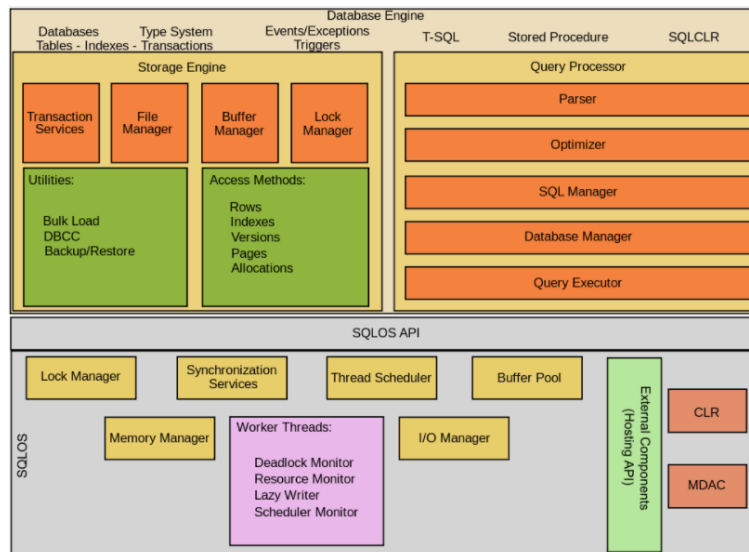 Database Engine
Databases
Type System
Events/Exceptions
Tables - Indexes - Transactions
Triggers
T-SQL
Stored Procedure
SQLCLR
Storage Engine
Transaction
Services
File
Manager
Buffer
Manager
Lock
Manager
Utilities:
Bulk Load
DBCC
Backup/Restore
Access Methods:
Rows
Indexes
Versions
Pages
Allocations
Query Processor
Parser
Optimizer
SQL Manager
Database Manager
Query Executor
SQLOS API
SQLOS
Lock Manager
Synchronization
Services
Thread Scheduler
Buffer Pool
Memory Manager
Worker Threads:
Deadlock Monitor
Resource Monitor
Lazy Writer
Scheduler Monitor
I/O Manager
External Components
(Hosting API)
CLR
MDAC